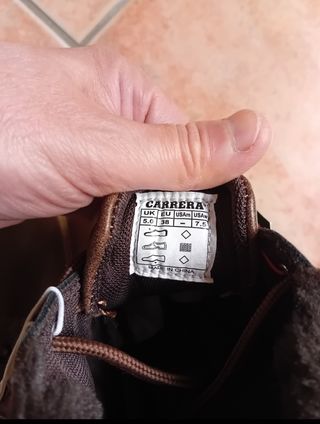 CARRERA
UK EU USAm USAw
5.0 38 – 7.5
MADE IN CHINA